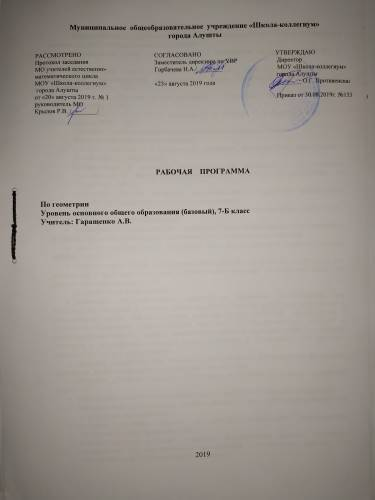 Муниципальное общеобразовательное учреждение «Школа-коллегиум»
города Алушты
РАССМОТРЕНО
Протокол заседания
МО учителей естественно-
математического цикла
МОУ «Школа-коллегиум»
города Алушты
от «20» августа 2019 г. № 1
руководитель МО
Крылов Р.В.
СОГЛАСОВАНО
Заместитель директора по УВР
Горбачева Н.А.
«23» августа 2019 года
УТВЕРЖДАЮ
Директор
МОУ «Школа-коллегиум»
города Алушты
О.Г.
Приказ от 30.08.2019г. №153
РАБОЧАЯ ПРОГРАММА
По геометрии
Уровень основного общего образования (базовый), 7-Б класс
Учитель: Гаращенко А.В.
2019